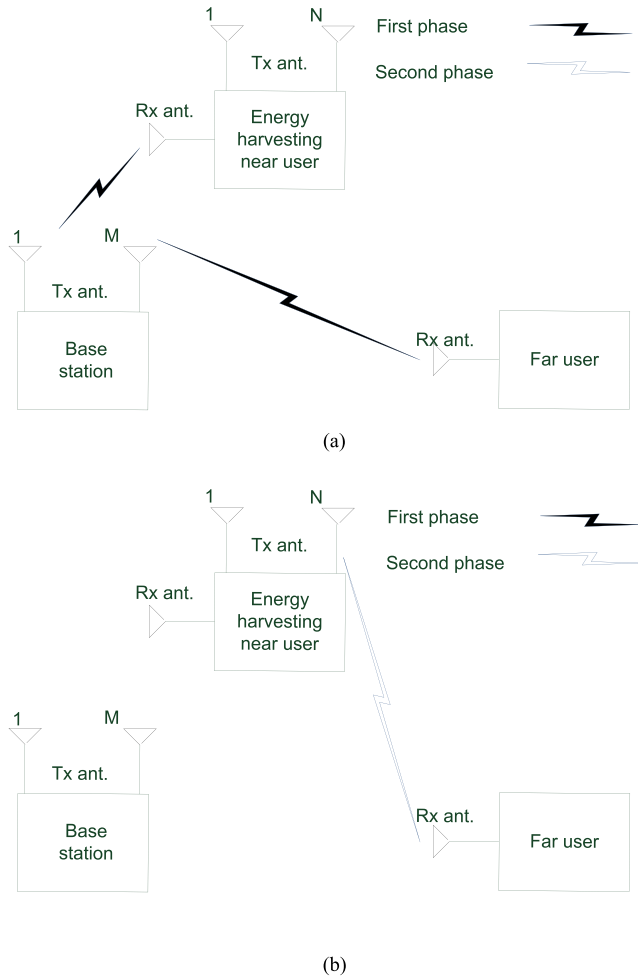 1
N
First phase
Tx ant.
Second phase
Rx ant.
Energy
harvesting
near user
1
M
Tx ant.
Rx ant.
Base
station
Far user
(a)
1
N
First phase
Tx ant.
Second phase
Rx ant.
Energy
harvesting
near user
1
M
Tx ant.
Rx ant.
Base
station
Far user
(b)